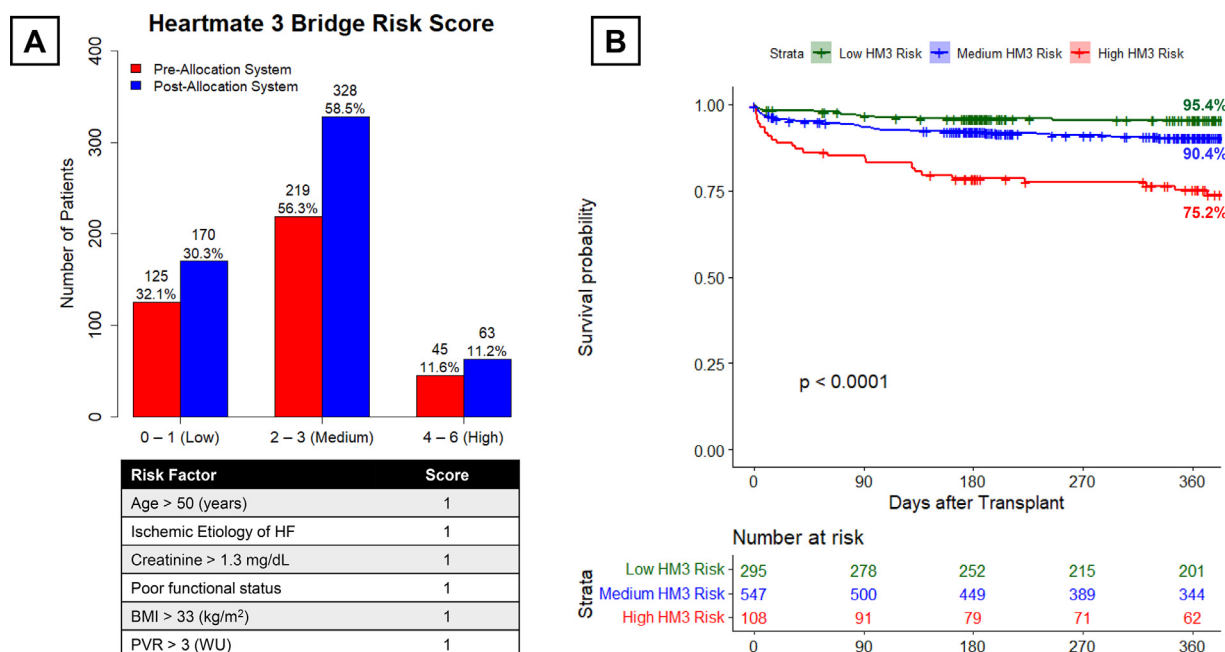 A
Heartmate 3 Bridge Risk Score
Number of Patients
400
300
200
100
0
Pre-Allocation System
Post-Allocation System
125
32.1%
170
30.3%
219
56.3%
328
58.5%
45
11.6%
63
11.2%
0 – 1 (Low) 2 – 3 (Medium) 4 – 6 (High)
Risk Factor Score
Age > 50 (years) 1
Ischemic Etiology of HF 1
Creatinine > 1.3 mg/dL 1
Poor functional status 1
BMI > 33 (kg/m²) 1
PVR > 3 (WU) 1
B
Strata Low HM3 Risk Medium HM3 Risk High HM3 Risk
Survival probability
1.00
0.75
0.50
0.25
0.00
95.4%
90.4%
75.2%
p < 0.0001
0 90 180 270 360
Days after Transplant
Number at risk
Strata
Low HM3 Risk 295 278 252 215 201
Medium HM3 Risk 547 500 449 389 344
High HM3 Risk 108 91 79 71 62
0 90 180 270 360